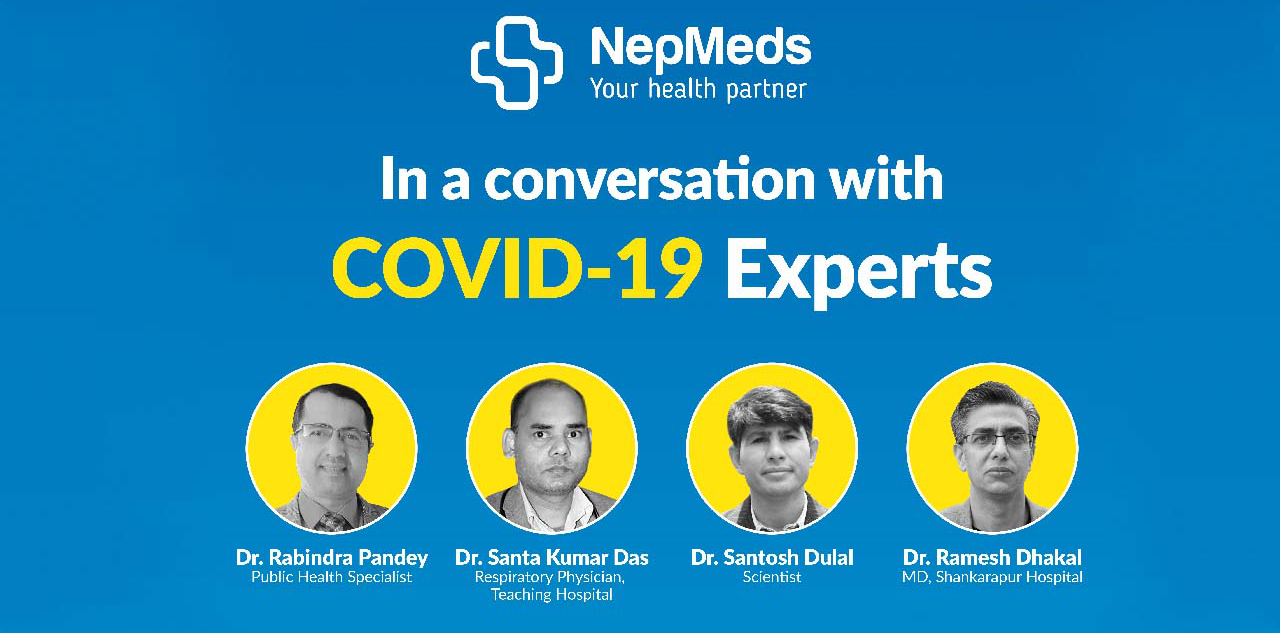 NepMeds
Your health partner
In a conversation with
COVID-19 Experts
Dr. Rabindra Pandey
Public Health Specialist
Dr. Santa Kumar Das
Respiratory Physician,
Teaching Hospital
Dr. Santosh Dulal
Scientist
Dr. Ramesh Dhakal
MD, Shankarapur Hospital